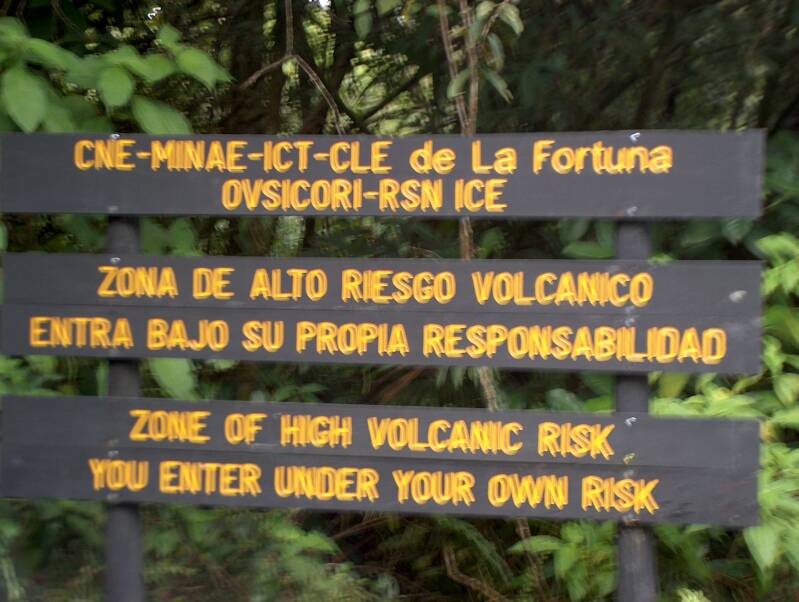 CNE-MINAE-ICT-CLE de La Fortuna
OVSICORI-RSN ICE
ZONA DE ALTO RIESGO VOLCANICO
ENTRA BAJO SU PROPIA RESPONSABILIDAD
ZONE OF HIGH VOLCANIC RISK
YOU ENTER UNDER YOUR OWN RISK